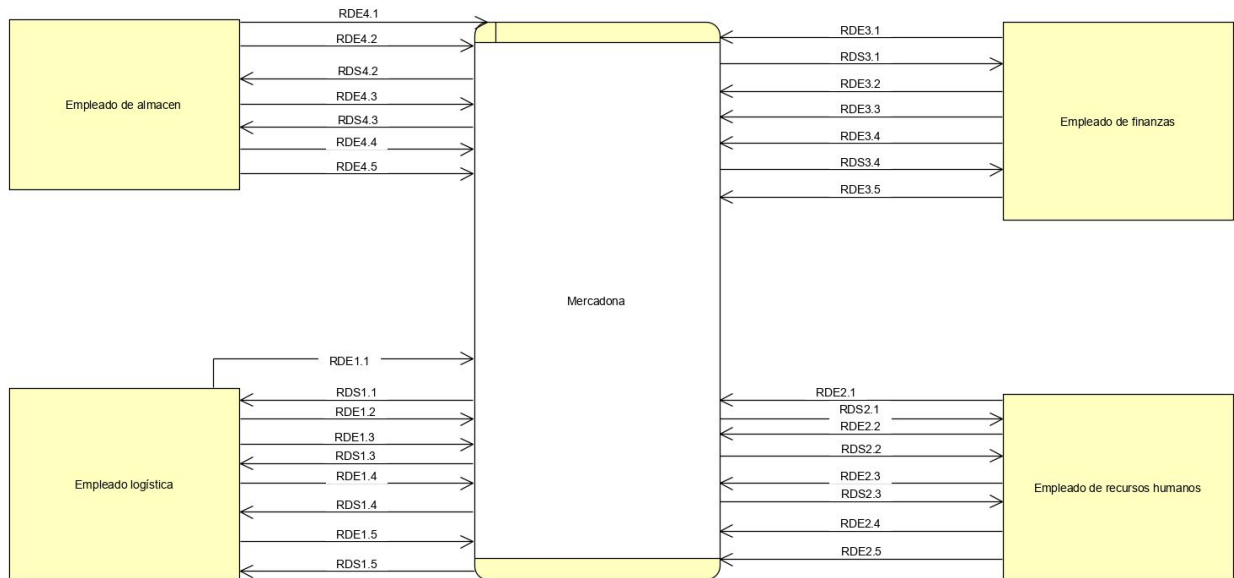 RDE4.1
RDE4.2
RDS4.2
RDE4.3
RDS4.3
RDE4.4
RDE4.5
Empleado de almacen
RDE3.1
RDS3.1
RDE3.2
RDE3.3
RDE3.4
RDS3.4
RDE3.5
Empleado de finanzas
Mercadona
RDE1.1
RDS1.1
RDE1.2
RDE1.3
RDS1.3
RDE1.4
RDS1.4
RDE1.5
RDS1.5
Empleado logística
RDE2.1
RDS2.1
RDE2.2
RDS2.2
RDE2.3
RDS2.3
RDE2.4
RDE2.5
Empleado de recursos humanos